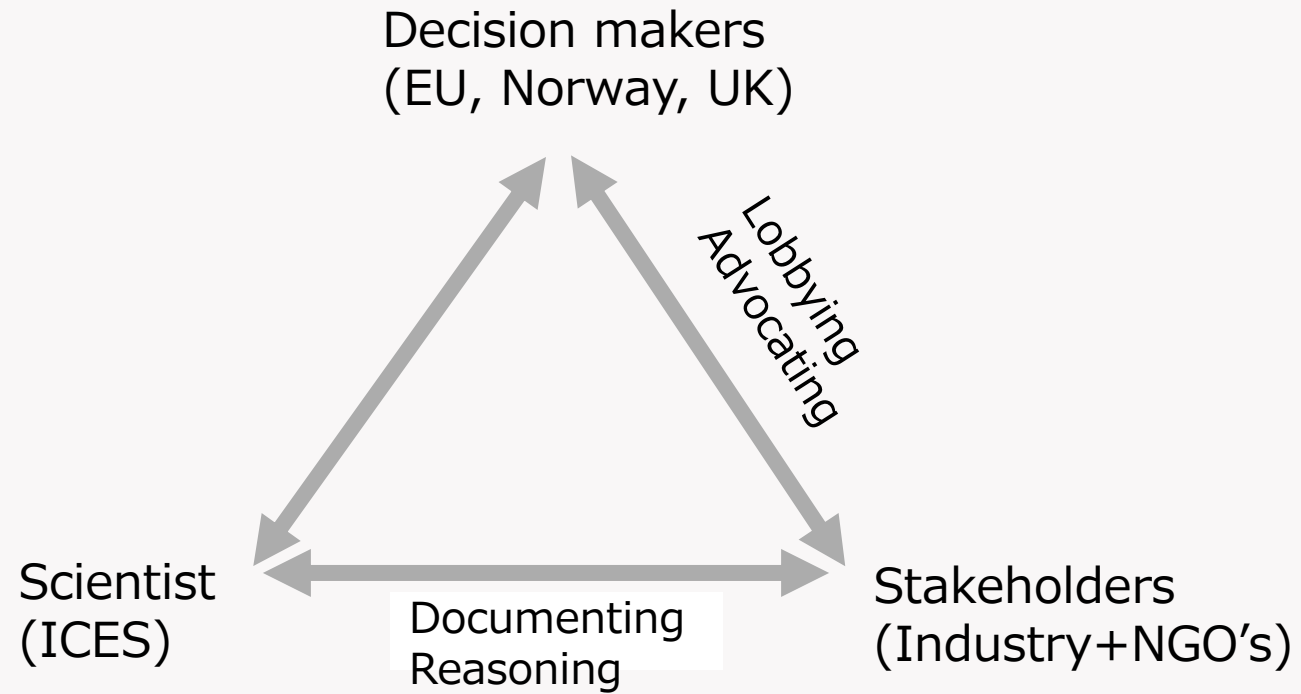 Decision makers
(EU, Norway, UK)
Lobbying
Advocating
Scientist
(ICES)
Documenting
Reasoning
Stakeholders
(Industry+NGO’s)